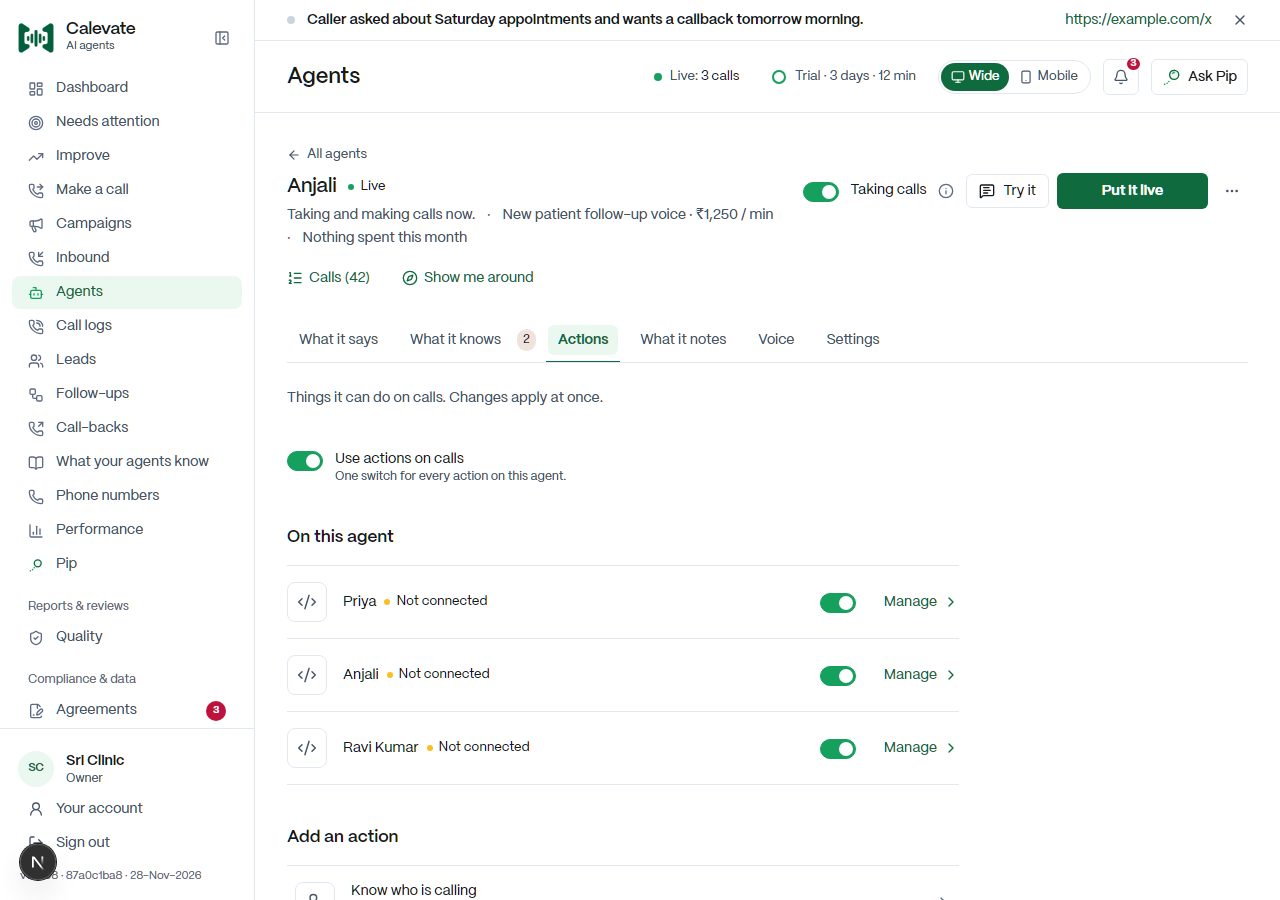 Calevate
AI agents
Dashboard
Needs attention
Improve
Make a call
Campaigns
Inbound
Agents
Call logs
Leads
Follow-ups
Call-backs
What your agents know
Phone numbers
Performance
Pip
Reports & reviews
Quality
Compliance & data
Agreements
3
SC
Sri Clinic
Owner
Your account
Sign out
N
· 87a0c1ba8 · 28-Nov-2026
Caller asked about Saturday appointments and wants a callback tomorrow morning.
https://example.com/x
Agents
Live: 3 calls
Trial · 3 days · 12 min
Wide
Mobile
3
Ask Pip
All agents
Anjali
Live
Taking and making calls now. · New patient follow-up voice · ₹1,250 / min
· Nothing spent this month
Taking calls
Try it
Put it live
Calls (42)
Show me around
What it says
What it knows
2
Actions
What it notes
Voice
Settings
Things it can do on calls. Changes apply at once.
Use actions on calls
One switch for every action on this agent.
On this agent
Priya
Not connected
Manage
Anjali
Not connected
Manage
Ravi Kumar
Not connected
Manage
Add an action
Know who is calling